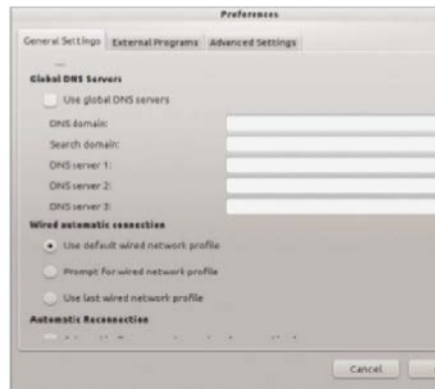 Preferences
General Settings External Programs Advanced Settings
Global DNS Servers
Use global DNS servers
DNS domain:
Search domain:
DNS server 1:
DNS server 2:
DNS server 3:
Wired automatic connection
Use default wired network profile
Prompt for wired network profile
Use last wired network profile
Automatic Reconnection
Cancel